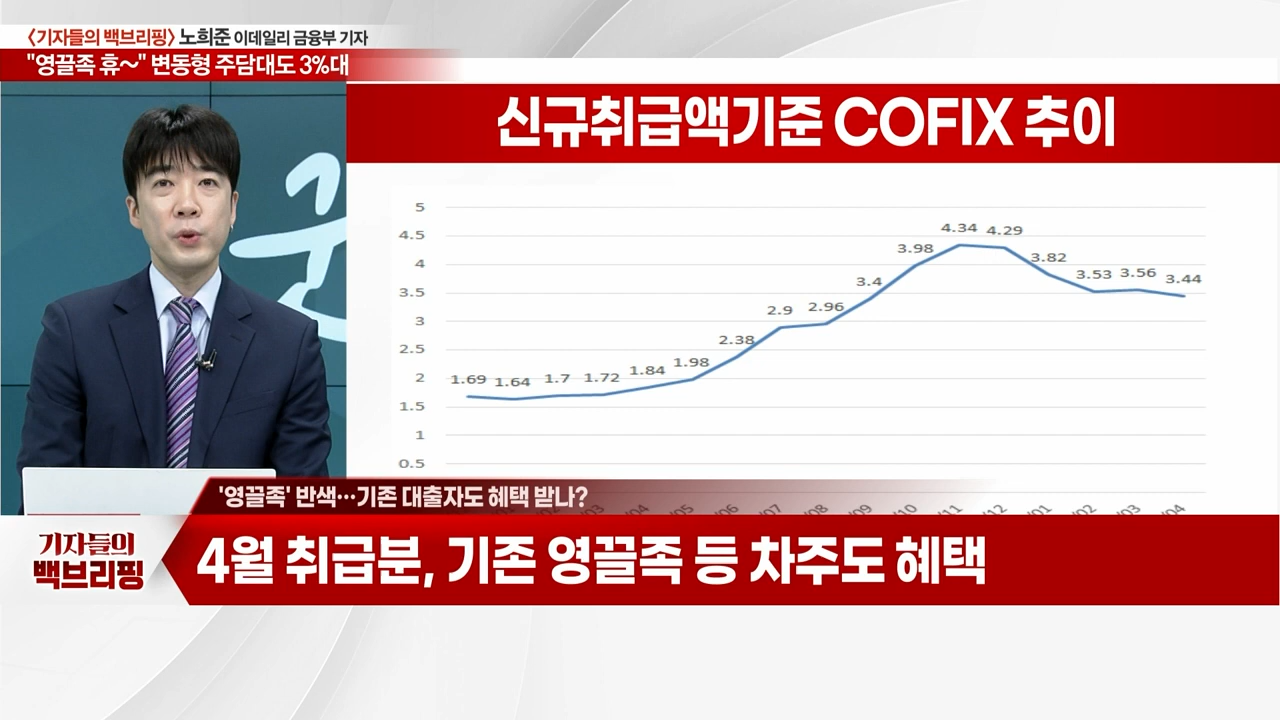 <기자들의 백브리핑> 노희준 이데일리 금융부 기자
"영끌족 휴~" 변동형 주담대도 3%대
신규취급액기준 COFIX 추이
5
4.5
4
3.5
3
2.5
2
1.5
1
0.5
1.69 1.64 1.7 1.72 1.84 1.98 2.38 2.9 2.96 3.4 3.98 4.34 4.29 3.82 3.53 3.56 3.44
'영끌족' 반색…기존 대출자도 혜택 받나?
기자들의
백브리핑
4월 취급분, 기존 영끌족 등 차주도 혜택